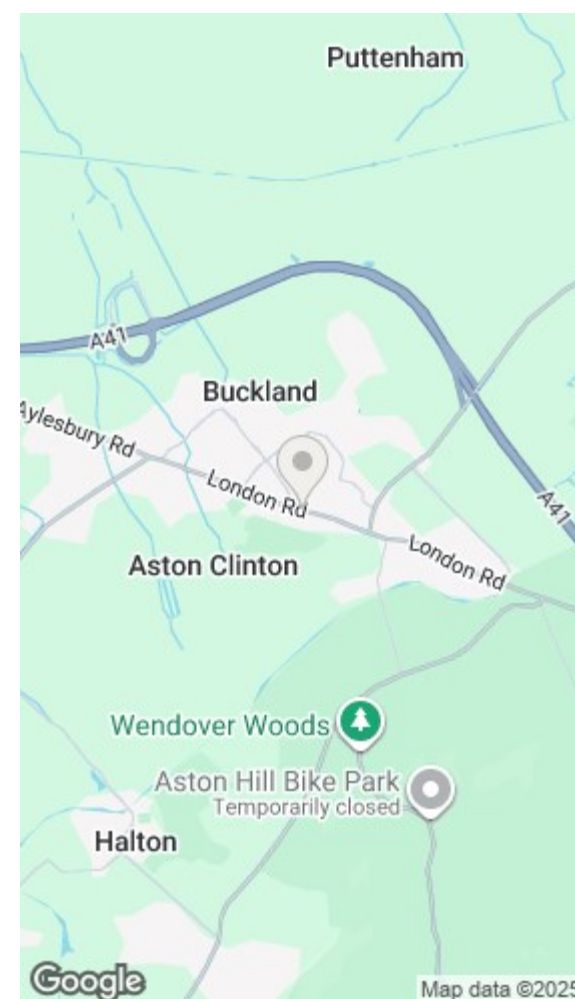 Puttenham
A41
Buckland
Aylesbury Rd
London Rd
A41
London Rd
Aston Clinton
Wendover Woods
Aston Hill Bike Park
Temporarily closed
Halton
Google
Map data ©2025